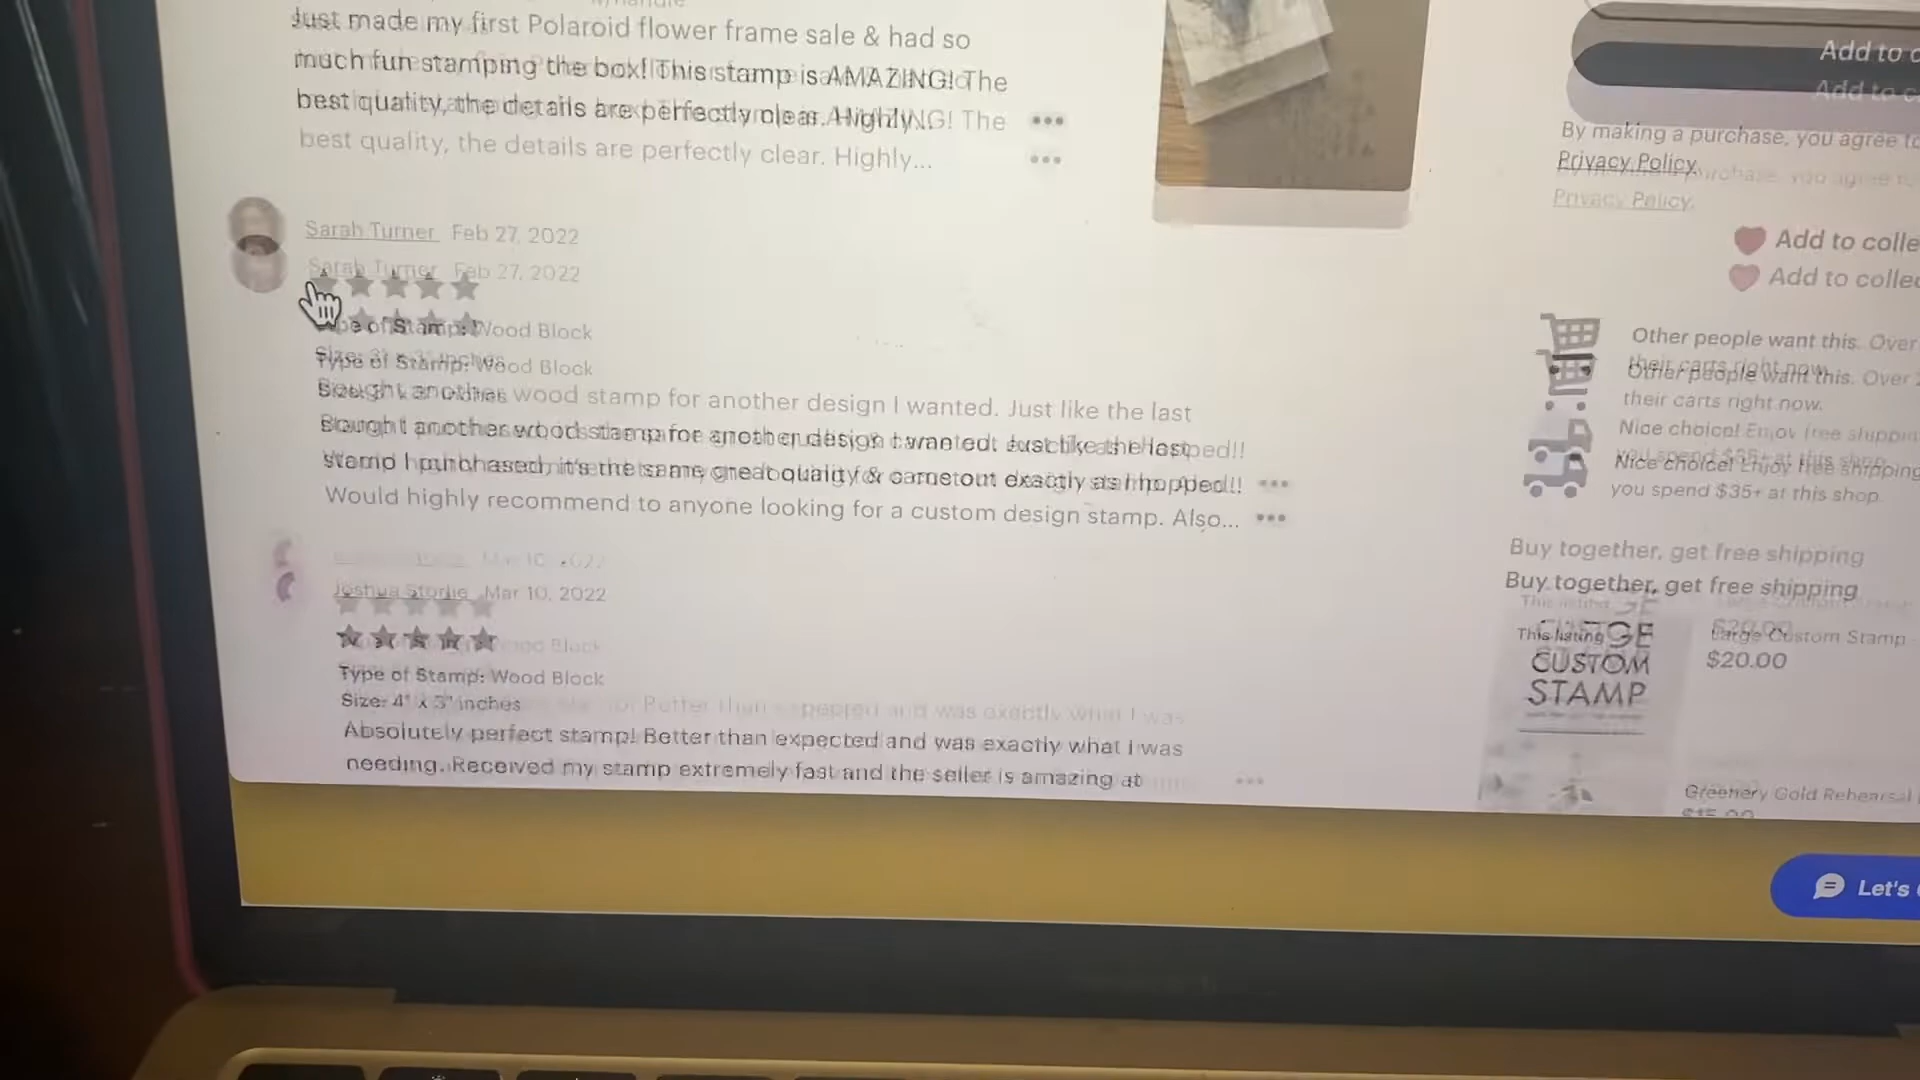 Just made my first Polaroid flower frame sale & had so
much fun stamping the box! This stamp is AMAZING! The
best quality, the details are perfectly clear. Highly...
Sarah Turner Feb 27, 2022
Type of Stamp: Wood Block
Bought another wood stamp for another design I wanted. Just like the last
stamp I purchased, it's the same great quality & came out exactly as I hopped!!
Would highly recommend to anyone looking for a custom design stamp. Also...
Joshua Storlie Mar 10, 2022
Type of Stamp: Wood Block
Size: 4" x 3" inches
Absolutely perfect stamp! Better than expected and was exactly what I was
needing. Received my stamp extremely fast and the seller is amazing at
Add to c
By making a purchase, you agree to
Privacy Policy.
Add to colle
Other people want this. Over
their carts right now.
Nice choice! Enjoy free shipping
you spend $35+ at this shop.
Buy together, get free shipping
This listing
CUSTOM
STAMP
Large Custom Stamp
$20.00
Greenery Gold Rehearsal
$15.00
Let's